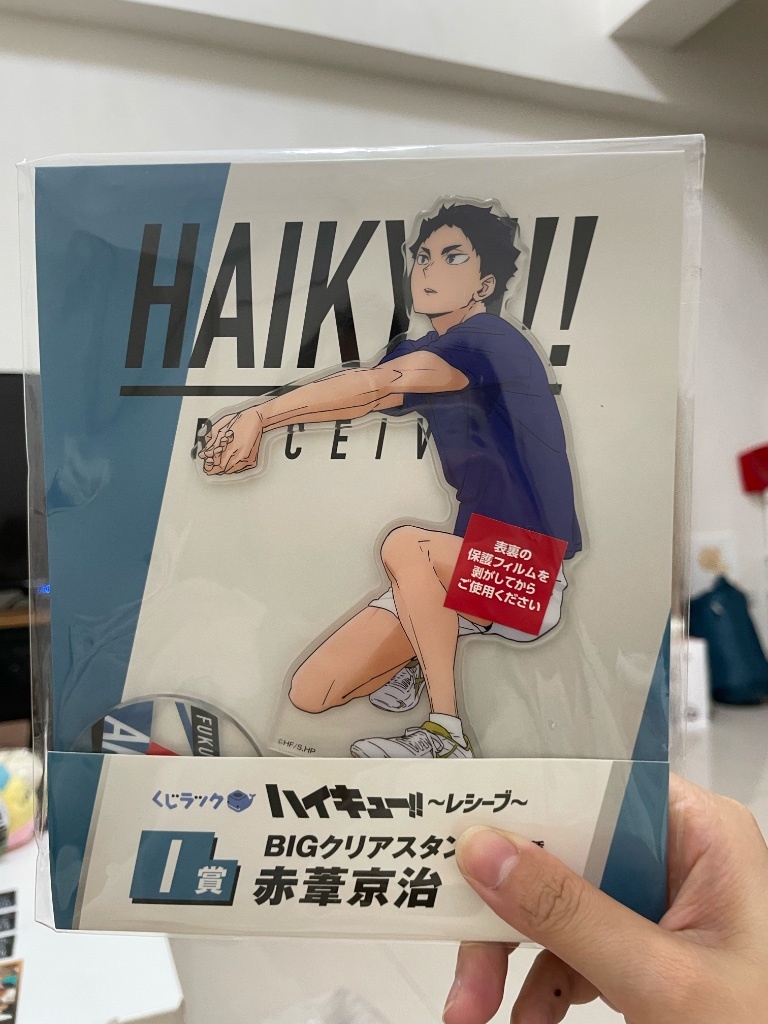 HAIKY !!
R CEIV
表裏の
保護フィルムを
剥がしてから
ご使用ください
FUKU
©HF/S,HP
くじラック ハイキュー!! ~レシーブ~
I賞
BIGクリアスタン
赤葦京治